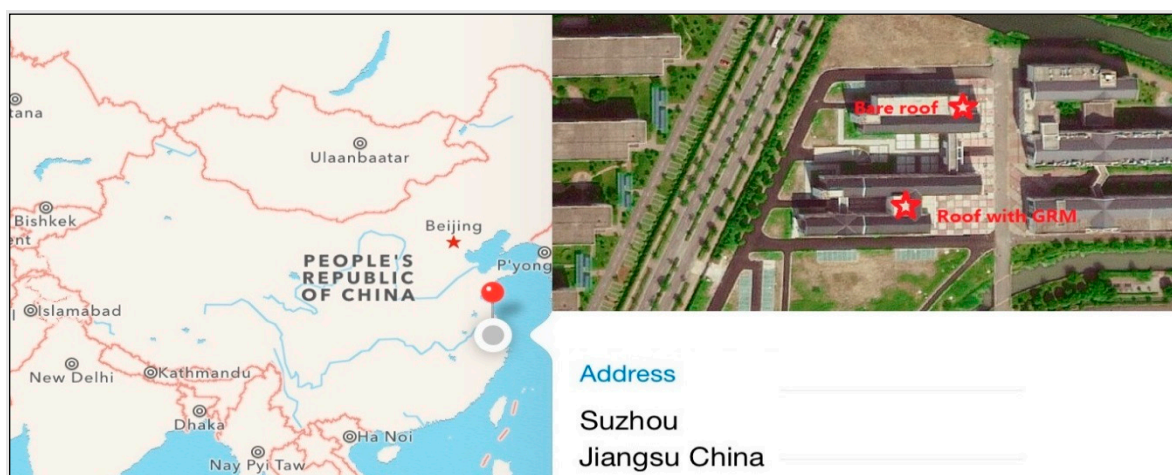 tana
Ulaanbaatar
Bishkek
ent
Beijing
P'yong
PEOPLE'S
REPUBLIC
OF CHINA
Islamabad
New Delhi
Kathmandu
Dhaka
Ha Noi
Nay Pyi Taw
Bare roof
Roof with GRM
Address
Suzhou
Jiangsu China